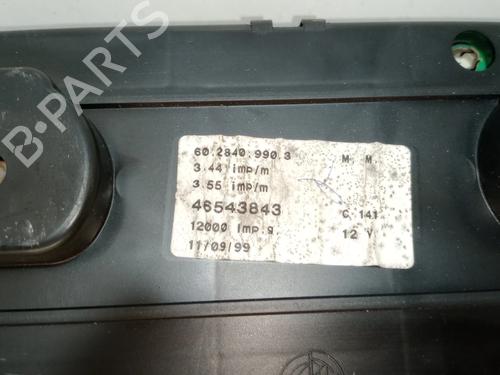 B-PARTS
60.2840.990.3 M. M.
3.44 imp/m
3.55 imp/m
46543843 C. 141
12000 imp g. 12 V
11/09/99